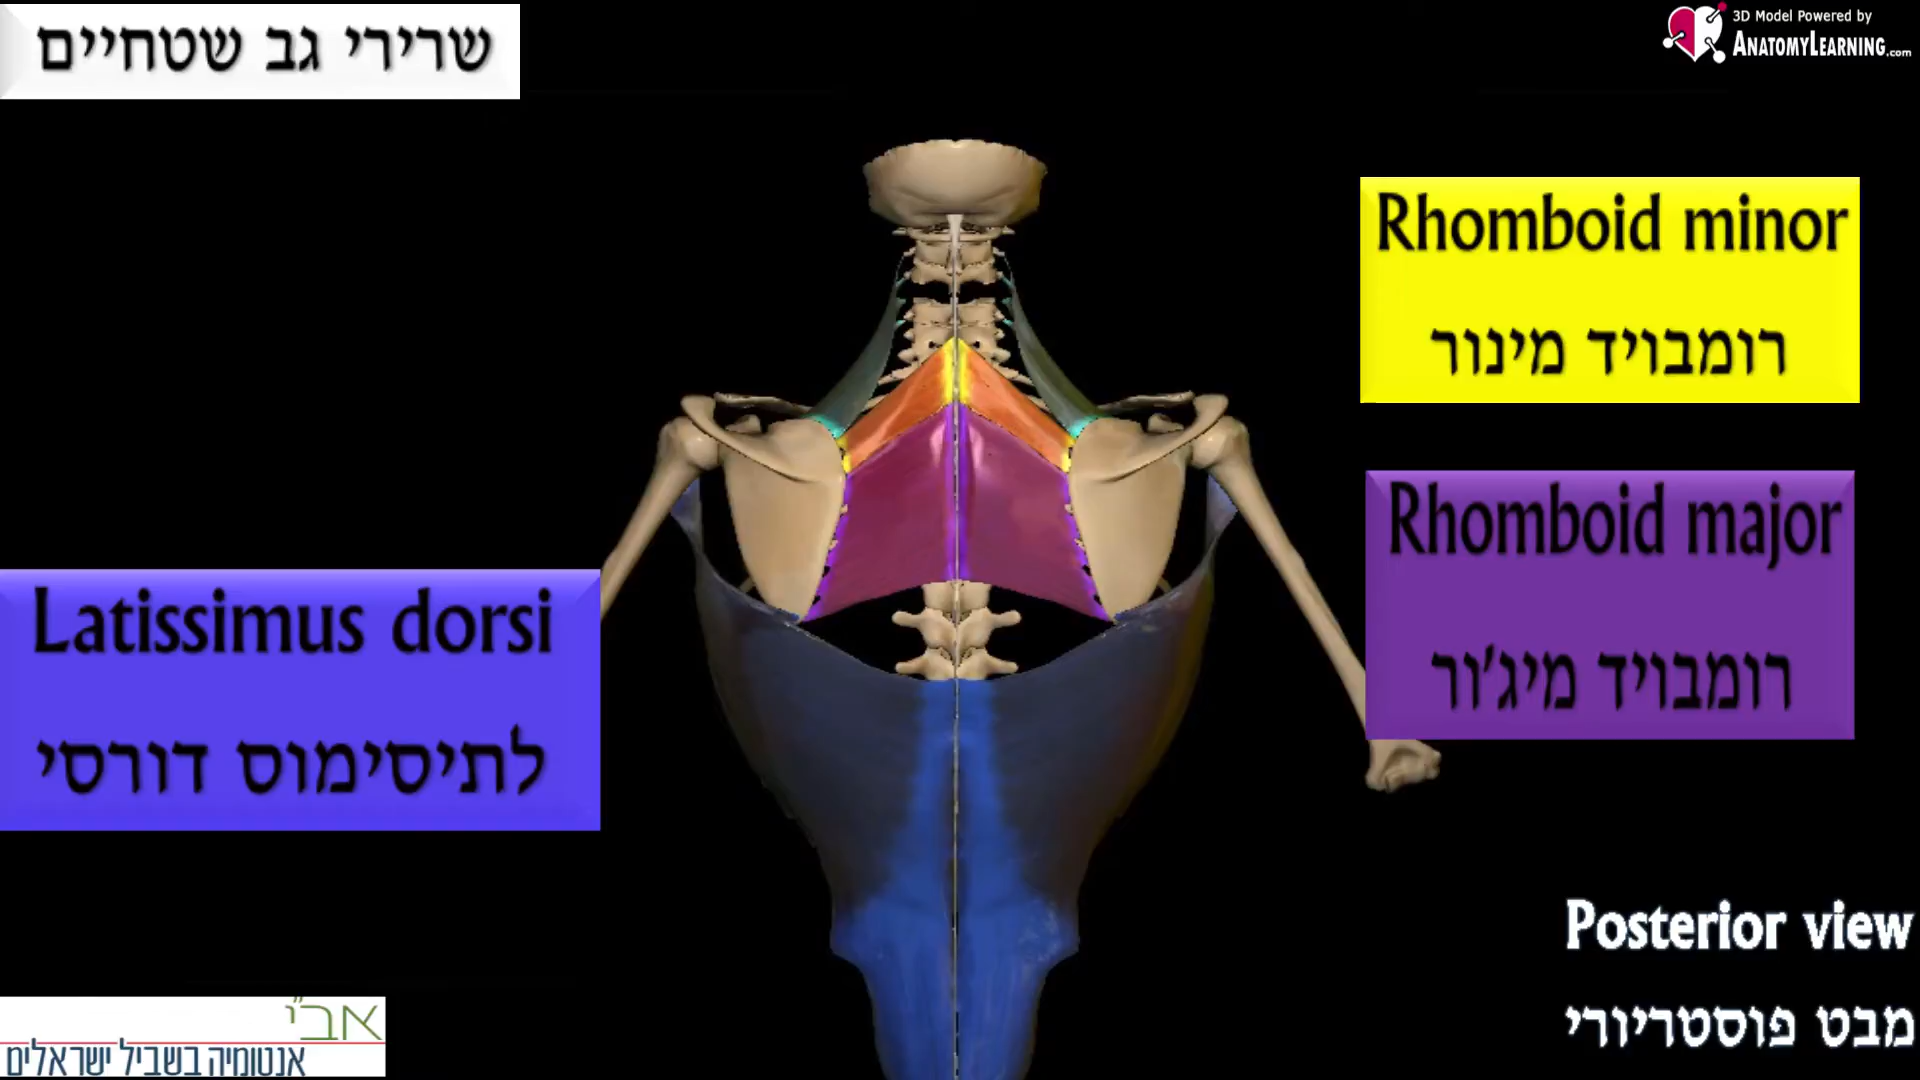 שרירי גב שטחיים
3D Model Powered by
ANATOMYLEARNING.com
Rhomboid minor
רומבויד מינור
Rhomboid major
רומבויד מיג'ור
Latissimus dorsi
לתיסימוס דורסי
Posterior view
מבט פוסטריורי
אב"י
אנטומיה בשביל ישראלים